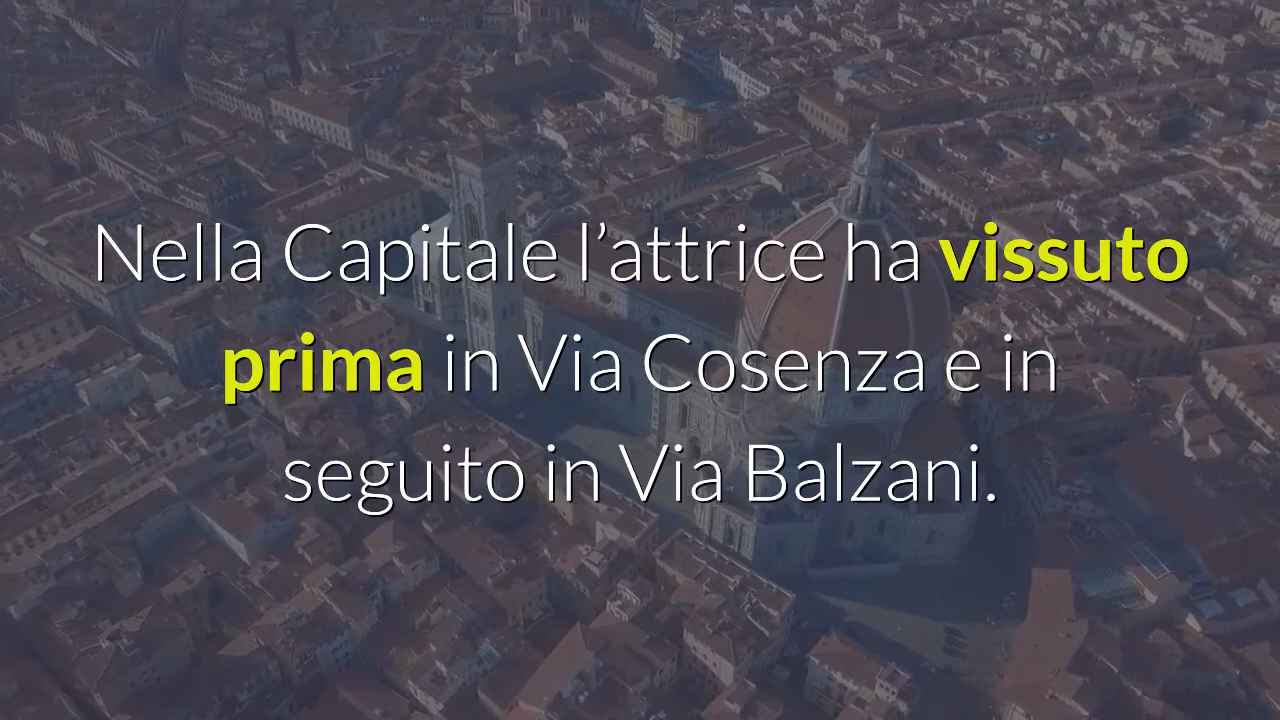 Nella Capitale l’attrice ha vissuto
prima in Via Cosenza e in
seguito in Via Balzani.